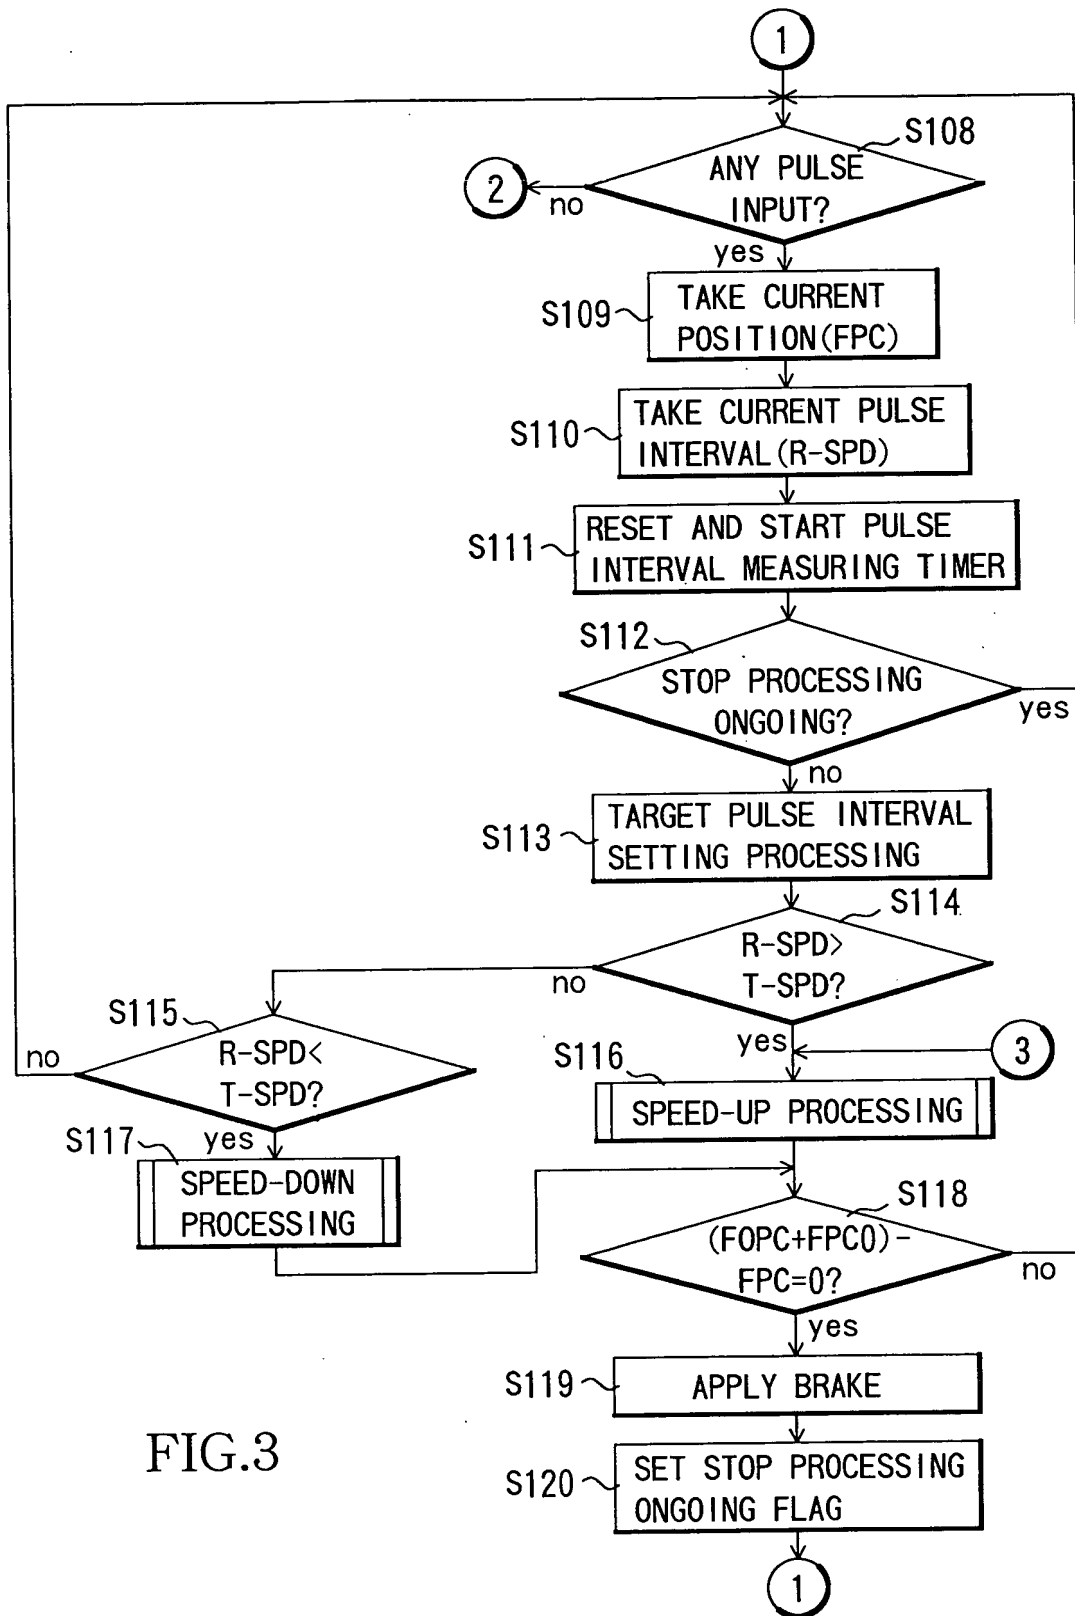 1
S108
ANY PULSE
INPUT?
2
no
yes
S109
TAKE CURRENT
POSITION(FPC)
S110
TAKE CURRENT PULSE
INTERVAL(R-SPD)
S111
RESET AND START PULSE
INTERVAL MEASURING TIMER
S112
STOP PROCESSING
ONGOING?
yes
no
S113
TARGET PULSE INTERVAL
SETTING PROCESSING
S114
R-SPD>
T-SPD?
no
yes
S115
R-SPD<
T-SPD?
no
yes
3
S116
SPEED-UP PROCESSING
S117
SPEED-DOWN
PROCESSING
S118
(FOPC+FPC0)-
FPC=0?
no
yes
S119
APPLY BRAKE
S120
SET STOP PROCESSING
ONGOING FLAG
1
FIG.3